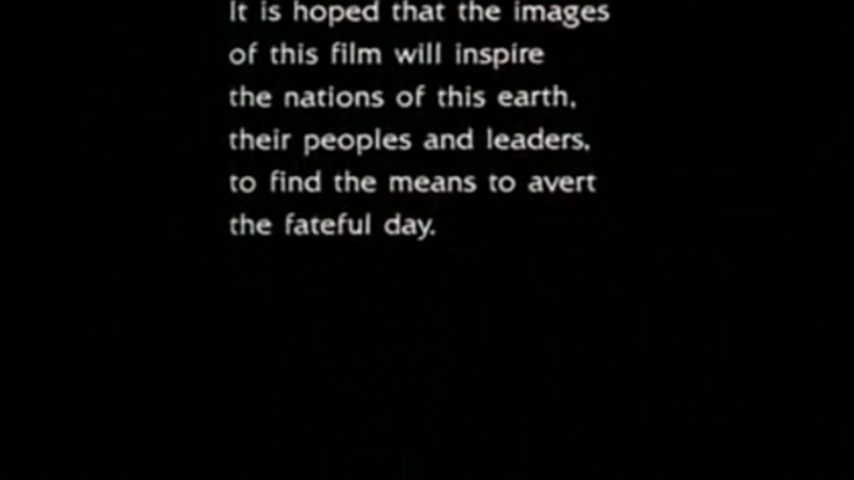 It is hoped that the images
of this film will inspire
the nations of this earth,
their peoples and leaders,
to find the means to avert
the fateful day.